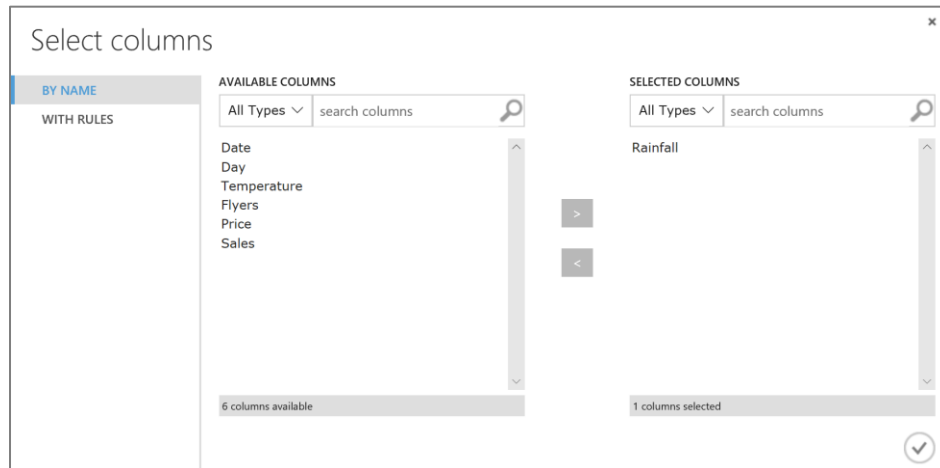 Select columns
BY NAME
WITH RULES
AVAILABLE COLUMNS
All Types
search columns
Date
Day
Temperature
Flyers
Price
Sales
6 columns available
>
<
SELECTED COLUMNS
All Types
search columns
Rainfall
1 columns selected